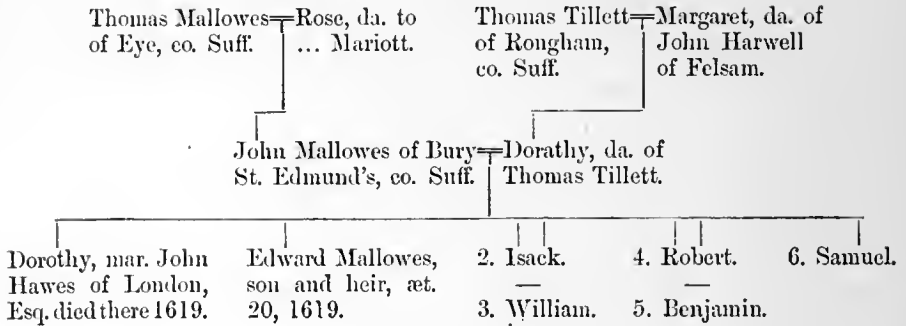 Thomas Mallowes=Rose, da. to
of Eye, co. Suff. ... Mariott.
Thomas Tillett=Margaret, da. of
of Rongham, John Harwell
co. Suff. of Felsam.
John Mallowes of Bury=Dorathy, da. of
St. Edmund's, co. Suff. Thomas Tillett.
Dorothy, mar. John
Hawes of London,
Esq. died there 1619.
Edward Mallowes,
son and heir, æt.
20, 1619.
2. Isack.
3. William.
4. Robert.
5. Benjamin.
6. Samuel.